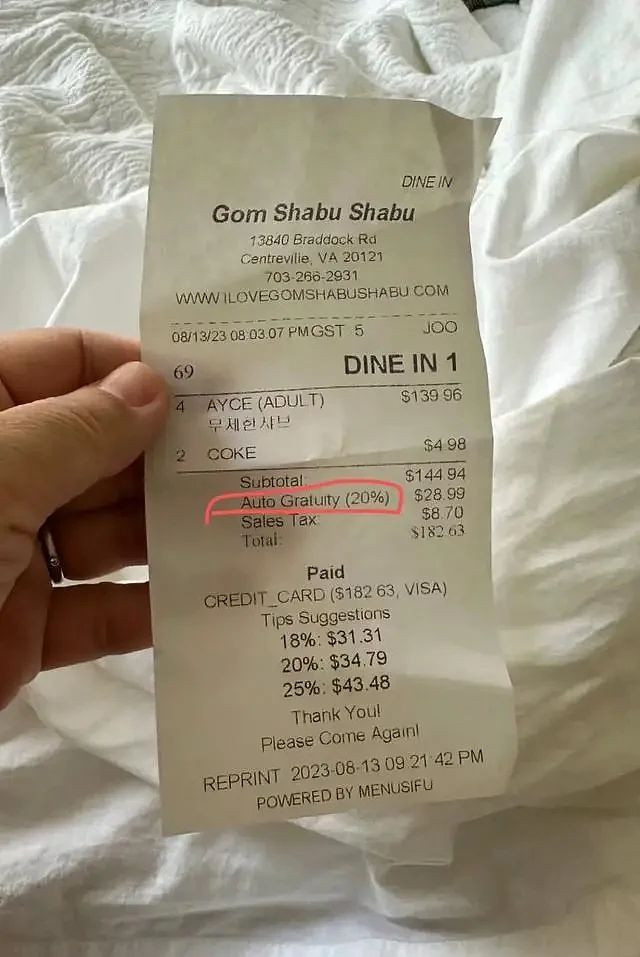 DINE IN
Gom Shabu Shabu
13840 Braddock Rd
Centreville, VA 20121
703-266-2931
WWW.ILOVEGOMSHABUSHABU.COM
08/13/23 08:03:07 PM GST 5 JOO
69 DINE IN 1
4 AYCE (ADULT) $139.96
무제한샤브
2 COKE $4.98
Subtotal: $144.94
Auto Gratuity (20%) $28.99
Sales Tax: $8.70
Total: $182.63
Paid
CREDIT_CARD ($182.63, VISA)
Tips Suggestions
18%: $31.31
20%: $34.79
25%: $43.48
Thank You!
Please Come Again!
REPRINT 2023-08-13 09:21:42 PM
POWERED BY MENUSIFU